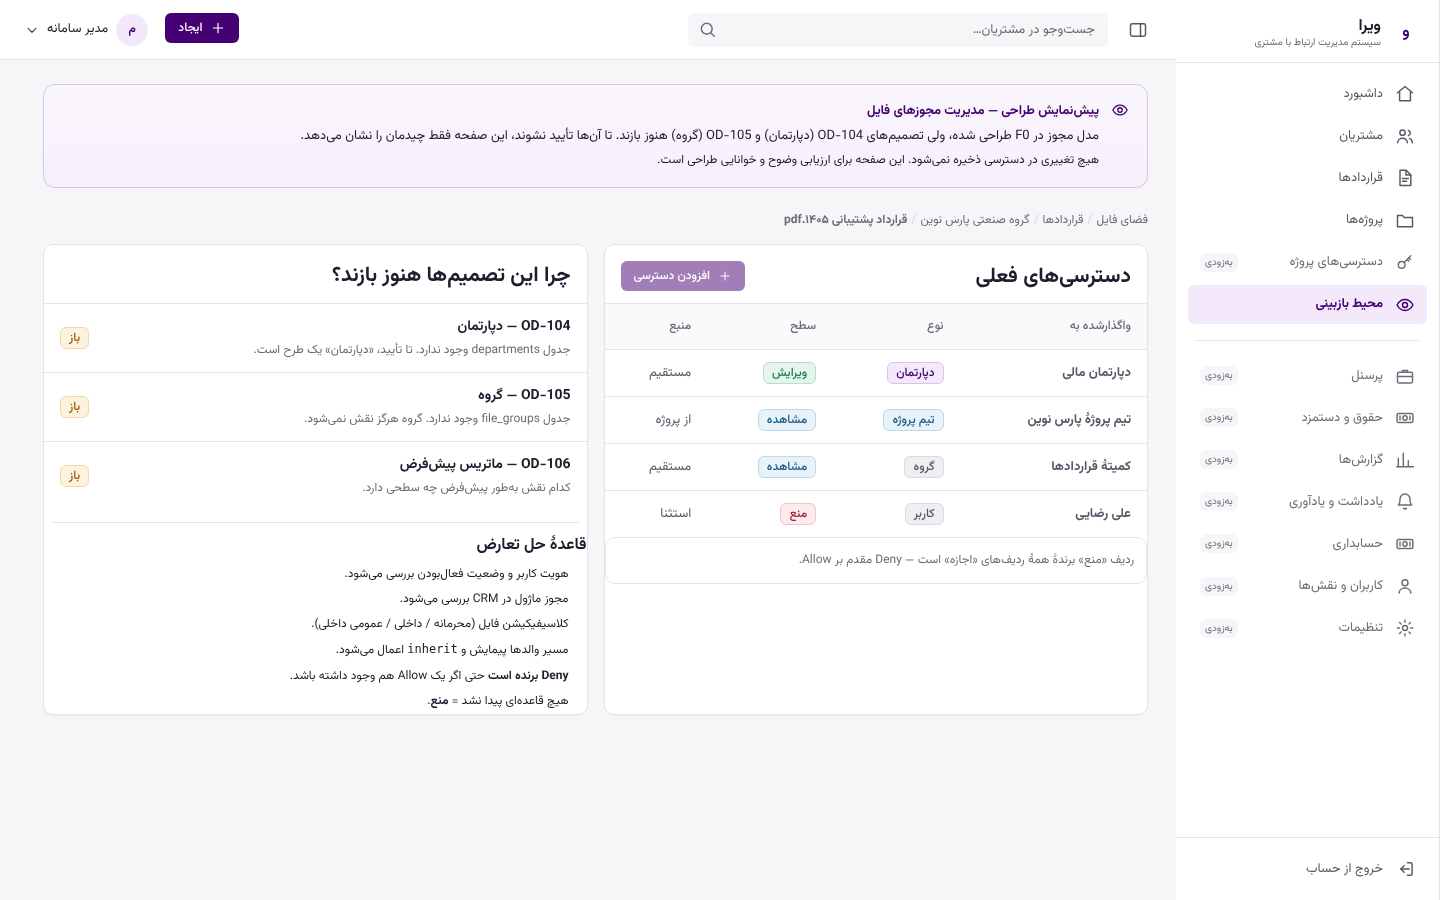 ویرا
سیستم مدیریت ارتباط با مشتری
و
داشبورد
مشتریان
قراردادها
پروژه‌ها
دسترسی‌های پروژه
به‌زودی
محیط بازبینی
پرسنل
به‌زودی
حقوق و دستمزد
به‌زودی
گزارش‌ها
به‌زودی
یادداشت و یادآوری
به‌زودی
حسابداری
به‌زودی
کاربران و نقش‌ها
به‌زودی
تنظیمات
به‌زودی
خروج از حساب
جست‌وجو در مشتریان...
ایجاد
م
مدیر سامانه
پیش‌نمایش طراحی — مدیریت مجوزهای فایل
مدل مجوز در F0 طراحی شده، ولی تصمیم‌های OD-104 (دپارتمان) و OD-105 (گروه) هنوز بازند. تا آن‌ها تأیید نشوند، این صفحه فقط چیدمان را نشان می‌دهد.
هیچ تغییری در دسترسی ذخیره نمی‌شود. این صفحه برای ارزیابی وضوح و خوانایی طراحی است.
فضای فایل / قراردادها / گروه صنعتی پارس نوین / قرارداد پشتیبانی ۱۴۰۵.pdf
دسترسی‌های فعلی
افزودن دسترسی
واگذارشده به نوع سطح منبع
دپارتمان مالی دپارتمان ویرایش مستقیم
تیم پروژهٔ پارس نوین تیم پروژه مشاهده از پروژه
کمیتهٔ قراردادها گروه مشاهده مستقیم
علی رضایی کاربر منع استثنا
ردیف «منع» برندهٔ همهٔ ردیف‌های «اجازه» است — Deny مقدم بر Allow.
چرا این تصمیم‌ها هنوز بازند؟
OD-104 — دپارتمان
جدول departments وجود ندارد. تا تأیید، «دپارتمان» یک طرح است.
باز
OD-105 — گروه
جدول file_groups وجود ندارد. گروه هرگز نقش نمی‌شود.
باز
OD-106 — ماتریس پیش‌فرض
کدام نقش به‌طور پیش‌فرض چه سطحی دارد.
باز
قاعدهٔ حل تعارض
هویت کاربر و وضعیت فعال‌بودن بررسی می‌شود.
مجوز ماژول در CRM بررسی می‌شود.
کلاسیفیکیشن فایل (محرمانه / داخلی / عمومی داخلی).
مسیر والدها پیمایش و inherit اعمال می‌شود.
Deny برنده است حتی اگر یک Allow هم وجود داشته باشد.
هیچ قاعده‌ای پیدا نشد = منع.